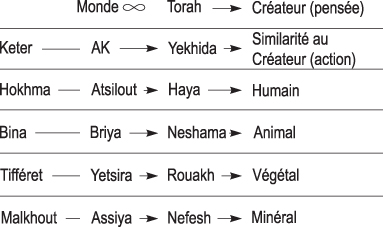 Monde ∞ Torah → Créateur (pensée)
Keter — AK → Yekhida → Similarité au
Créateur (action)
Hokhma — Atsilout → Haya → Humain
Bina — Briya → Neshama → Animal
Tifféret — Yetsira → Rouakh → Végétal
Malkhout — Assiya → Nefesh → Minéral